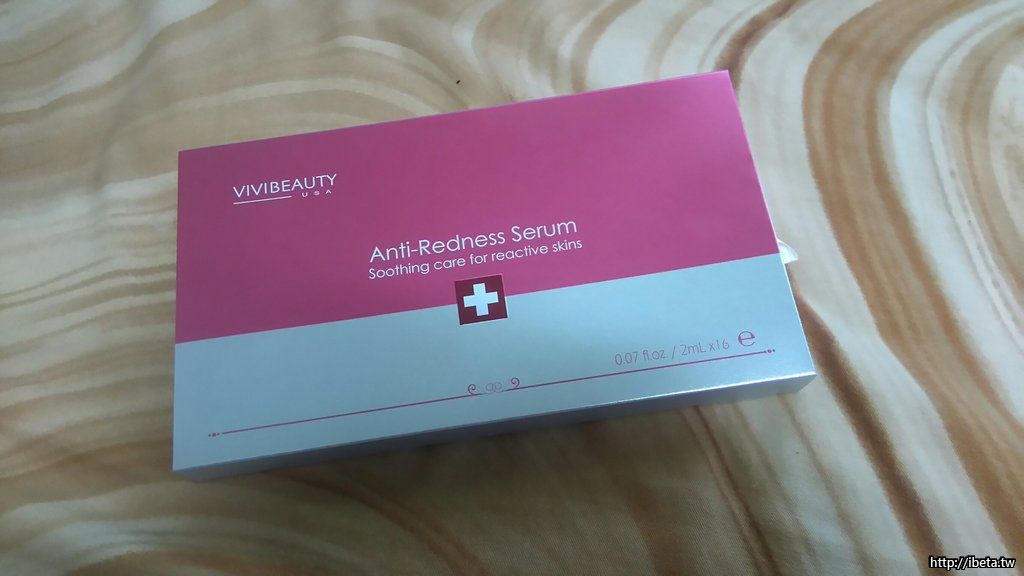 VIVIBEAUTY
USA
Anti-Redness Serum
Soothing care for reactive skins
0.07 fl.oz / 2mL x16 ℮
http://ibeta.tw